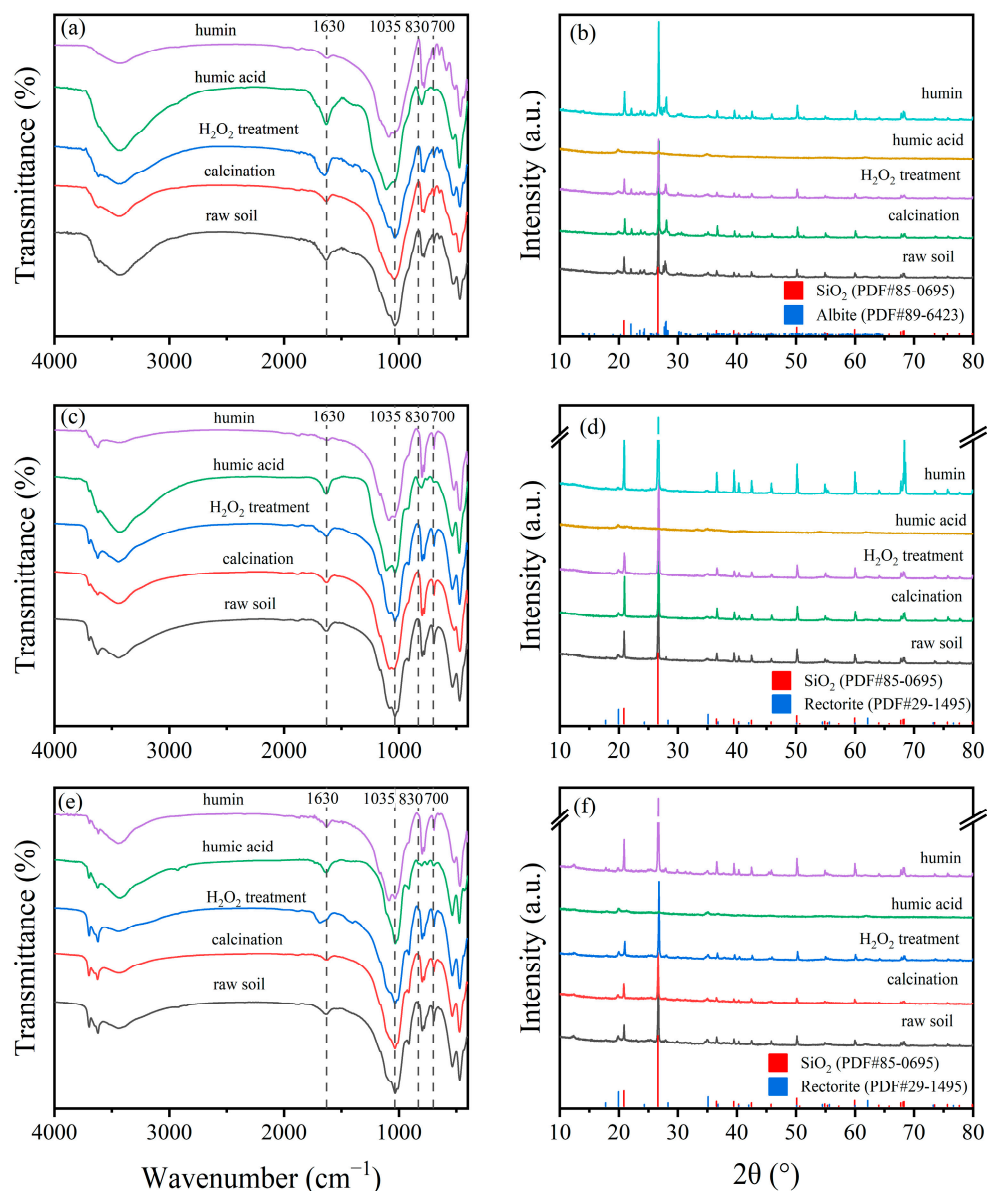 (a)
1630
1035
830
700
humin
humic acid
H₂O₂ treatment
calcination
raw soil
Transmittance (%)
4000
3000
2000
1000
(b)
humin
humic acid
H₂O₂ treatment
calcination
raw soil
SiO₂ (PDF#85-0695)
Albite (PDF#89-6423)
Intensity (a.u.)
10
20
30
40
50
60
70
80
(c)
1630
1035
830
700
humin
humic acid
H₂O₂ treatment
calcination
raw soil
Transmittance (%)
4000
3000
2000
1000
(d)
humin
humic acid
H₂O₂ treatment
calcination
raw soil
SiO₂ (PDF#85-0695)
Rectorite (PDF#29-1495)
Intensity (a.u.)
10
20
30
40
50
60
70
80
(e)
1630
1035
830
700
humin
humic acid
H₂O₂ treatment
calcination
raw soil
Transmittance (%)
4000
3000
2000
1000
Wavenumber (cm⁻¹)
(f)
humin
humic acid
H₂O₂ treatment
calcination
raw soil
SiO₂ (PDF#85-0695)
Rectorite (PDF#29-1495)
Intensity (a.u.)
10
20
30
40
50
60
70
80
2θ (°)